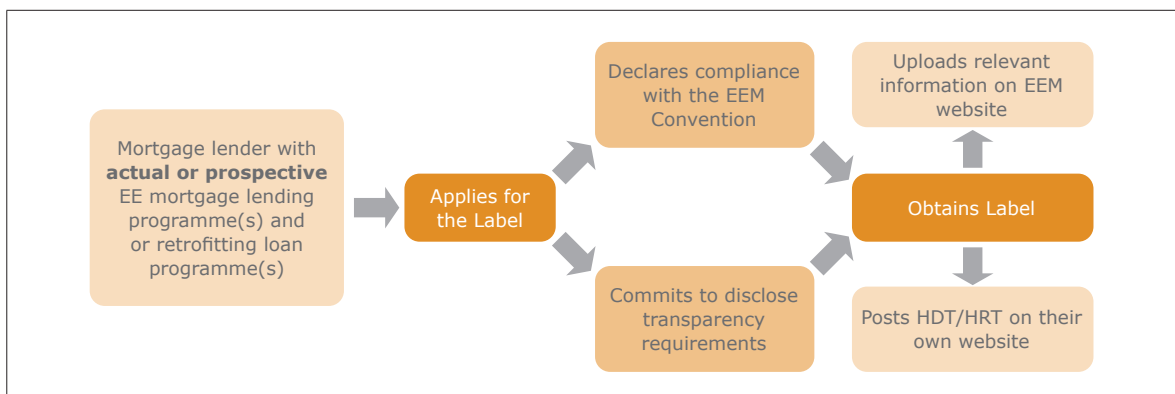 Mortgage lender with
actual or prospective
EE mortgage lending
programme(s) and
or retrofitting loan
programme(s)
Applies for
the Label
Declares compliance
with the EEM
Convention
Commits to disclose
transparency
requirements
Uploads relevant
information on EEM
website
Obtains Label
Posts HDT/HRT on their
own website